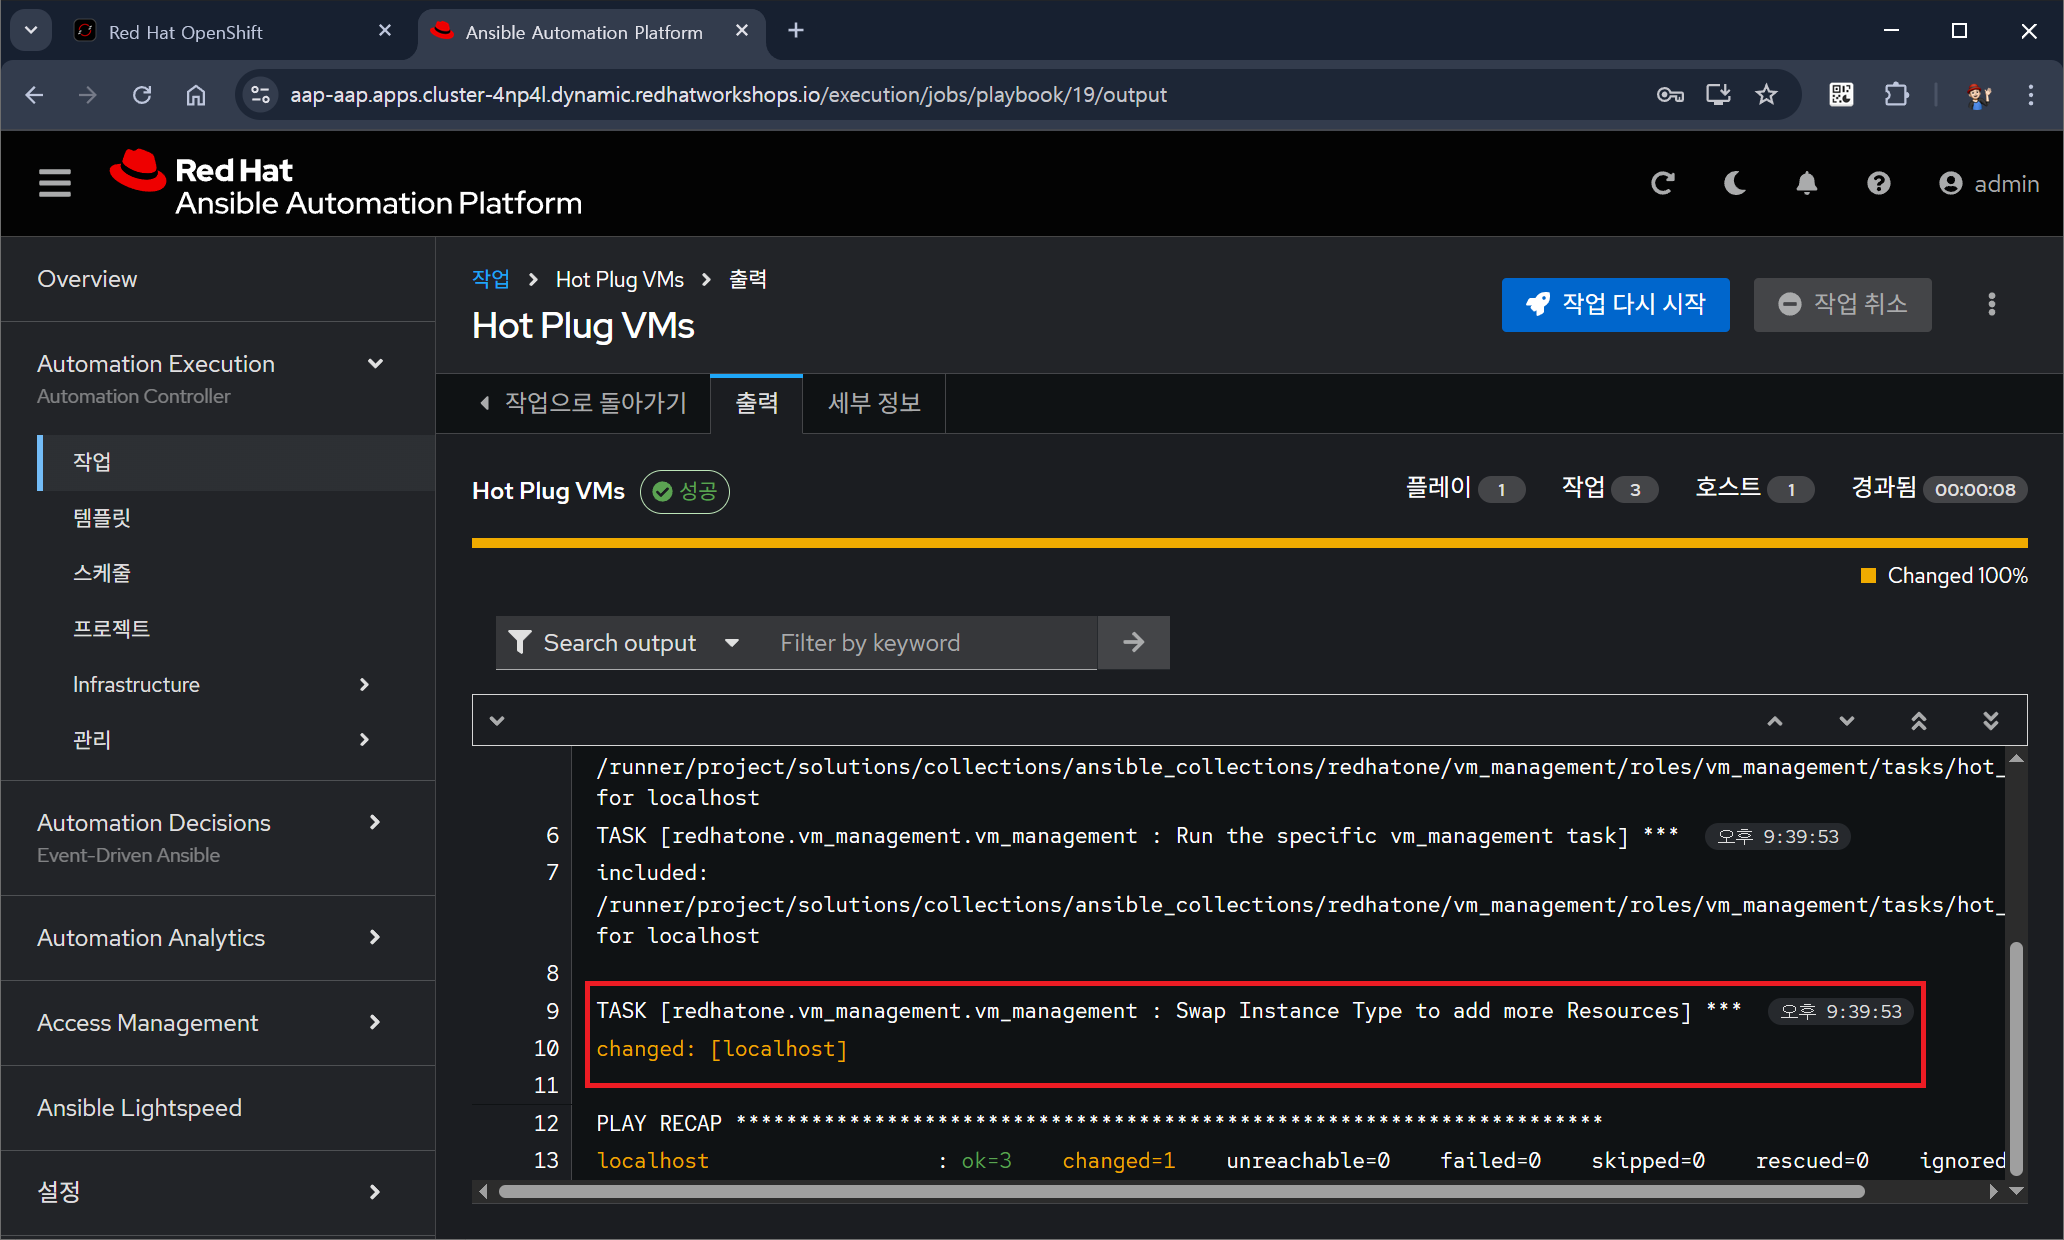 Red Hat OpenShift
Ansible Automation Platform
aap-aap.apps.cluster-4np4l.dynamic.redhatworkshops.io/execution/jobs/playbook/19/output
Red Hat
Ansible Automation Platform
admin
Overview
Automation Execution
Automation Controller
작업
템플릿
스케줄
프로젝트
Infrastructure
관리
Automation Decisions
Event-Driven Ansible
Automation Analytics
Access Management
Ansible Lightspeed
설정
작업 > Hot Plug VMs > 출력
Hot Plug VMs
작업 다시 시작
작업 취소
작업으로 돌아가기
출력
세부 정보
Hot Plug VMs 성공
플레이 1 작업 3 호스트 1 경과됨 00:00:08
Changed 100%
Search output Filter by keyword
/runner/project/solutions/collections/ansible_collections/redhatone/vm_management/roles/vm_management/tasks/hot_
for localhost
6 TASK [redhatone.vm_management.vm_management : Run the specific vm_management task] *** 오후 9:39:53
7 included:
/runner/project/solutions/collections/ansible_collections/redhatone/vm_management/roles/vm_management/tasks/hot_
for localhost
8
9 TASK [redhatone.vm_management.vm_management : Swap Instance Type to add more Resources] *** 오후 9:39:53
10 changed: [localhost]
11
12 PLAY RECAP *********************************************************************
13 localhost : ok=3 changed=1 unreachable=0 failed=0 skipped=0 rescued=0 ignored